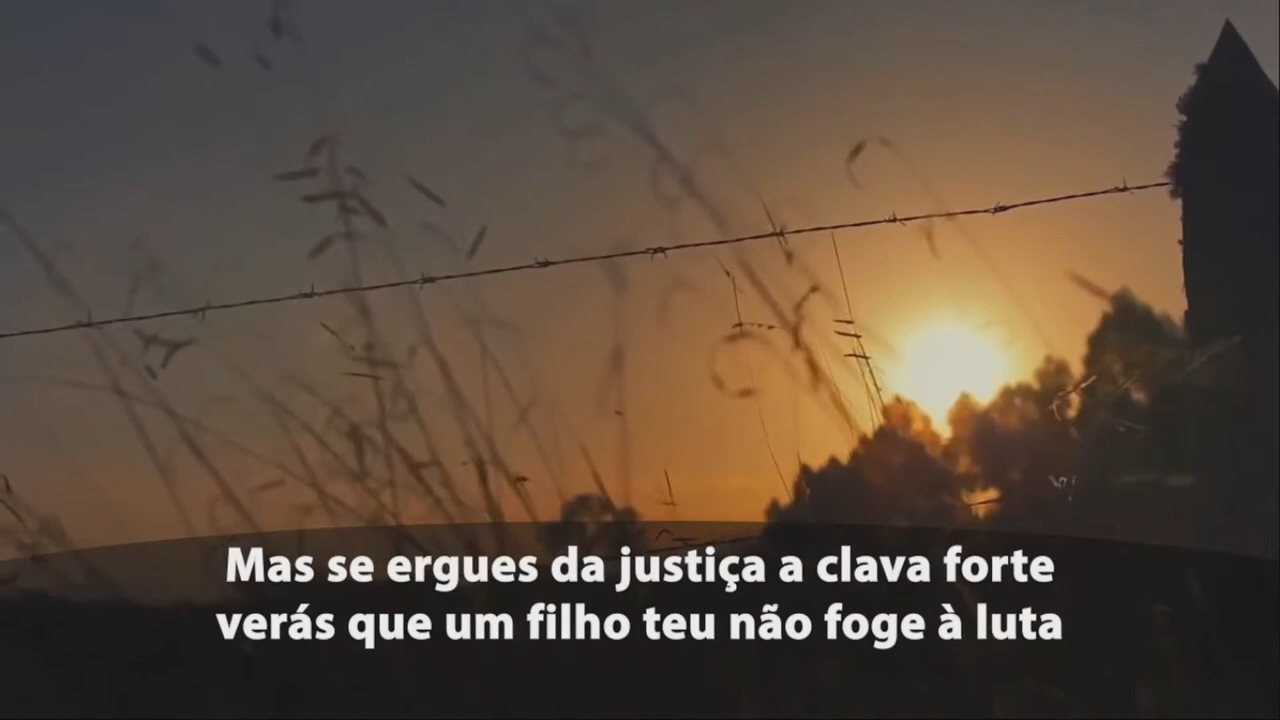 Mas se ergues da justiça a clava forte
verás que um filho teu não foge à luta